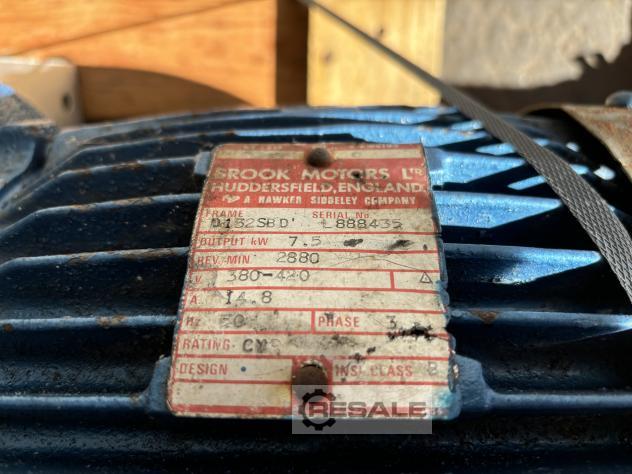 BROOK MOTORS LTD
HUDDERSFIELD, ENGLAND
A HAWKER SIDDELEY COMPANY
FRAME SERIAL No.
D132SBD L888435
OUTPUT kW 7.5
REV. MIN 2880
V. 380-420 △
A. 14.8
Hz 50 PHASE 3
RATING
DESIGN INSL CLASS B
RESALE